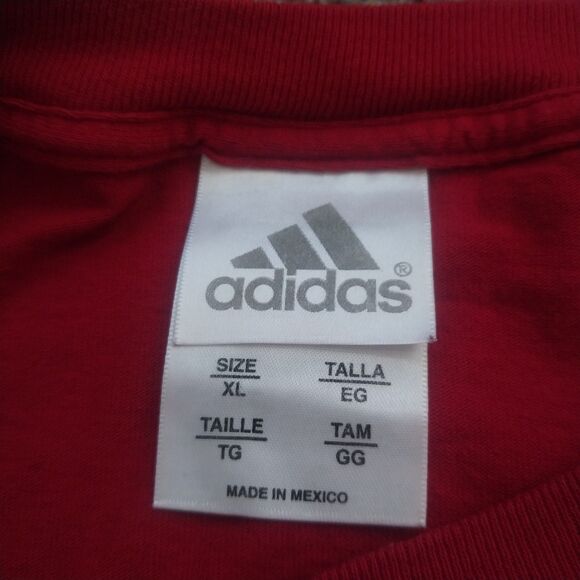 adidas®
SIZE TALLA
XL EG
TAILLE TAM
TG GG
MADE IN MEXICO